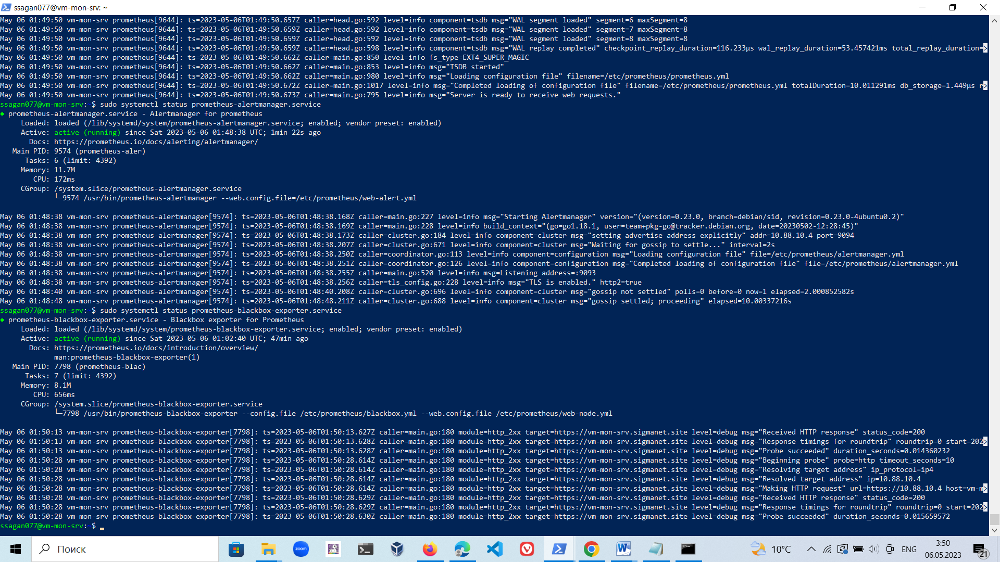 ssagan077@vm-mon-srv: ~
May 06 01:49:50 vm-mon-srv prometheus[9644]: ts=2023-05-06T01:49:50.657Z caller=head.go:592 level=info component=tsdb msg="WAL segment loaded" segment=6 maxSegment=8
May 06 01:49:50 vm-mon-srv prometheus[9644]: ts=2023-05-06T01:49:50.659Z caller=head.go:592 level=info component=tsdb msg="WAL segment loaded" segment=7 maxSegment=8
May 06 01:49:50 vm-mon-srv prometheus[9644]: ts=2023-05-06T01:49:50.659Z caller=head.go:592 level=info component=tsdb msg="WAL segment loaded" segment=8 maxSegment=8
May 06 01:49:50 vm-mon-srv prometheus[9644]: ts=2023-05-06T01:49:50.659Z caller=head.go:598 level=info component=tsdb msg="WAL replay completed" checkpoint_replay_duration=116.233µs wal_replay_duration=53.457421ms total_replay_duration=>
May 06 01:49:50 vm-mon-srv prometheus[9644]: ts=2023-05-06T01:49:50.662Z caller=main.go:850 level=info fs_type=EXT4_SUPER_MAGIC
May 06 01:49:50 vm-mon-srv prometheus[9644]: ts=2023-05-06T01:49:50.662Z caller=main.go:853 level=info msg="TSDB started"
May 06 01:49:50 vm-mon-srv prometheus[9644]: ts=2023-05-06T01:49:50.662Z caller=main.go:980 level=info msg="Loading configuration file" filename=/etc/prometheus/prometheus.yml
May 06 01:49:50 vm-mon-srv prometheus[9644]: ts=2023-05-06T01:49:50.672Z caller=main.go:1017 level=info msg="Completed loading of configuration file" filename=/etc/prometheus/prometheus.yml totalDuration=10.011291ms db_storage=1.449µs r>
May 06 01:49:50 vm-mon-srv prometheus[9644]: ts=2023-05-06T01:49:50.673Z caller=main.go:795 level=info msg="Server is ready to receive web requests."
ssagan077@vm-mon-srv: $ sudo systemctl status prometheus-alertmanager.service
● prometheus-alertmanager.service - Alertmanager for prometheus
Loaded: loaded (/lib/systemd/system/prometheus-alertmanager.service; enabled; vendor preset: enabled)
Active: active (running) since Sat 2023-05-06 01:48:38 UTC; 1min 22s ago
Docs: https://prometheus.io/docs/alerting/alertmanager/
Main PID: 9574 (prometheus-aler)
Tasks: 6 (limit: 4392)
Memory: 11.7M
CPU: 172ms
CGroup: /system.slice/prometheus-alertmanager.service
└─9574 /usr/bin/prometheus-alertmanager --web.config.file=/etc/prometheus/web-alert.yml
May 06 01:48:38 vm-mon-srv prometheus-alertmanager[9574]: ts=2023-05-06T01:48:38.168Z caller=main.go:227 level=info msg="Starting Alertmanager" version="(version=0.23.0, branch=debian/sid, revision=0.23.0-4ubuntu0.2)"
May 06 01:48:38 vm-mon-srv prometheus-alertmanager[9574]: ts=2023-05-06T01:48:38.169Z caller=main.go:228 level=info build_context="(go=go1.18.1, user=team+pkg-go@tracker.debian.org, date=20230502-12:28:45)"
May 06 01:48:38 vm-mon-srv prometheus-alertmanager[9574]: ts=2023-05-06T01:48:38.173Z caller=cluster.go:184 level=info component=cluster msg="setting advertise address explicitly" addr=10.88.10.4 port=9094
May 06 01:48:38 vm-mon-srv prometheus-alertmanager[9574]: ts=2023-05-06T01:48:38.207Z caller=cluster.go:671 level=info component=cluster msg="Waiting for gossip to settle..." interval=2s
May 06 01:48:38 vm-mon-srv prometheus-alertmanager[9574]: ts=2023-05-06T01:48:38.250Z caller=coordinator.go:113 level=info component=configuration msg="Loading configuration file" file=/etc/prometheus/alertmanager.yml
May 06 01:48:38 vm-mon-srv prometheus-alertmanager[9574]: ts=2023-05-06T01:48:38.251Z caller=coordinator.go:126 level=info component=configuration msg="Completed loading of configuration file" file=/etc/prometheus/alertmanager.yml
May 06 01:48:38 vm-mon-srv prometheus-alertmanager[9574]: ts=2023-05-06T01:48:38.255Z caller=main.go:520 level=info msg=Listening address=:9093
May 06 01:48:38 vm-mon-srv prometheus-alertmanager[9574]: ts=2023-05-06T01:48:38.256Z caller=tls_config.go:228 level=info msg="TLS is enabled." http2=true
May 06 01:48:40 vm-mon-srv prometheus-alertmanager[9574]: ts=2023-05-06T01:48:40.208Z caller=cluster.go:696 level=info component=cluster msg="gossip not settled" polls=0 before=0 now=1 elapsed=2.000852582s
May 06 01:48:48 vm-mon-srv prometheus-alertmanager[9574]: ts=2023-05-06T01:48:48.211Z caller=cluster.go:688 level=info component=cluster msg="gossip settled; proceeding" elapsed=10.00337216s
ssagan077@vm-mon-srv: $ sudo systemctl status prometheus-blackbox-exporter.service
● prometheus-blackbox-exporter.service - Blackbox exporter for Prometheus
Loaded: loaded (/lib/systemd/system/prometheus-blackbox-exporter.service; enabled; vendor preset: enabled)
Active: active (running) since Sat 2023-05-06 01:02:40 UTC; 47min ago
Docs: https://prometheus.io/docs/introduction/overview/
man:prometheus-blackbox-exporter(1)
Main PID: 7798 (prometheus-blac)
Tasks: 7 (limit: 4392)
Memory: 8.1M
CPU: 656ms
CGroup: /system.slice/prometheus-blackbox-exporter.service
└─7798 /usr/bin/prometheus-blackbox-exporter --config.file /etc/prometheus/blackbox.yml --web.config.file /etc/prometheus/web-node.yml
May 06 01:50:13 vm-mon-srv prometheus-blackbox-exporter[7798]: ts=2023-05-06T01:50:13.627Z caller=main.go:180 module=http_2xx target=https://vm-mon-srv.sigmanet.site level=debug msg="Received HTTP response" status_code=200
May 06 01:50:13 vm-mon-srv prometheus-blackbox-exporter[7798]: ts=2023-05-06T01:50:13.628Z caller=main.go:180 module=http_2xx target=https://vm-mon-srv.sigmanet.site level=debug msg="Response timings for roundtrip" roundtrip=0 start=202>
May 06 01:50:13 vm-mon-srv prometheus-blackbox-exporter[7798]: ts=2023-05-06T01:50:13.628Z caller=main.go:180 module=http_2xx target=https://vm-mon-srv.sigmanet.site level=debug msg="Probe succeeded" duration_seconds=0.014360232
May 06 01:50:28 vm-mon-srv prometheus-blackbox-exporter[7798]: ts=2023-05-06T01:50:28.614Z caller=main.go:180 module=http_2xx target=https://vm-mon-srv.sigmanet.site level=debug msg="Beginning probe" probe=http timeout_seconds=10
May 06 01:50:28 vm-mon-srv prometheus-blackbox-exporter[7798]: ts=2023-05-06T01:50:28.614Z caller=main.go:180 module=http_2xx target=https://vm-mon-srv.sigmanet.site level=debug msg="Resolving target address" ip_protocol=ip4
May 06 01:50:28 vm-mon-srv prometheus-blackbox-exporter[7798]: ts=2023-05-06T01:50:28.614Z caller=main.go:180 module=http_2xx target=https://vm-mon-srv.sigmanet.site level=debug msg="Resolved target address" ip=10.88.10.4
May 06 01:50:28 vm-mon-srv prometheus-blackbox-exporter[7798]: ts=2023-05-06T01:50:28.614Z caller=main.go:180 module=http_2xx target=https://vm-mon-srv.sigmanet.site level=debug msg="Making HTTP request" url=https://10.88.10.4 host=vm-m>
May 06 01:50:28 vm-mon-srv prometheus-blackbox-exporter[7798]: ts=2023-05-06T01:50:28.629Z caller=main.go:180 module=http_2xx target=https://vm-mon-srv.sigmanet.site level=debug msg="Received HTTP response" status_code=200
May 06 01:50:28 vm-mon-srv prometheus-blackbox-exporter[7798]: ts=2023-05-06T01:50:28.629Z caller=main.go:180 module=http_2xx target=https://vm-mon-srv.sigmanet.site level=debug msg="Response timings for roundtrip" roundtrip=0 start=202>
May 06 01:50:28 vm-mon-srv prometheus-blackbox-exporter[7798]: ts=2023-05-06T01:50:28.630Z caller=main.go:180 module=http_2xx target=https://vm-mon-srv.sigmanet.site level=debug msg="Probe succeeded" duration_seconds=0.015659572
ssagan077@vm-mon-srv: $
Поиск
zoom
10°C
ENG
3:50
06.05.2023
21